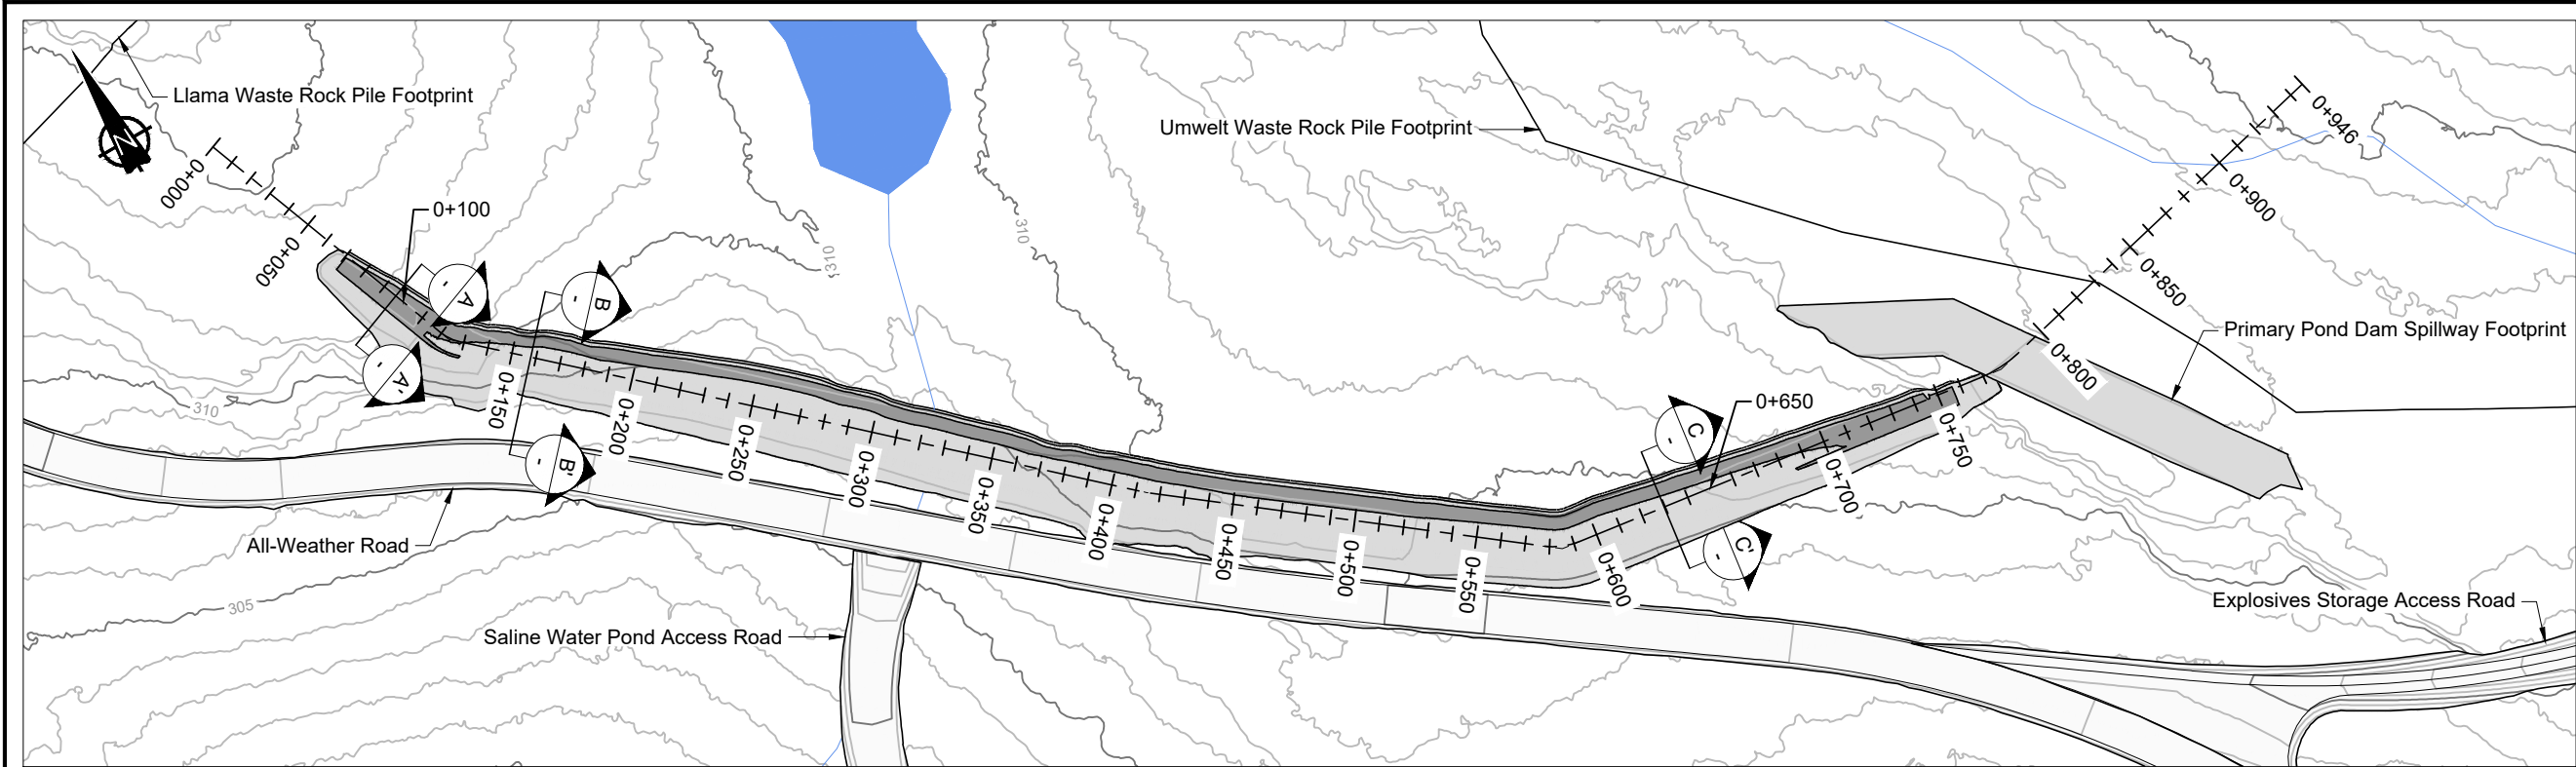 Llama Waste Rock Pile Footprint
N
0+000
0+050
0+100
A
-
A'
-
B
-
B'
-
310
310
310
305
Umwelt Waste Rock Pile Footprint
0+946
0+900
0+850
0+800
Primary Pond Dam Spillway Footprint
0+150
0+200
0+250
0+300
0+350
0+400
0+450
0+500
0+550
0+600
0+650
0+700
0+750
C
-
C'
-
All-Weather Road
Saline Water Pond Access Road
Explosives Storage Access Road